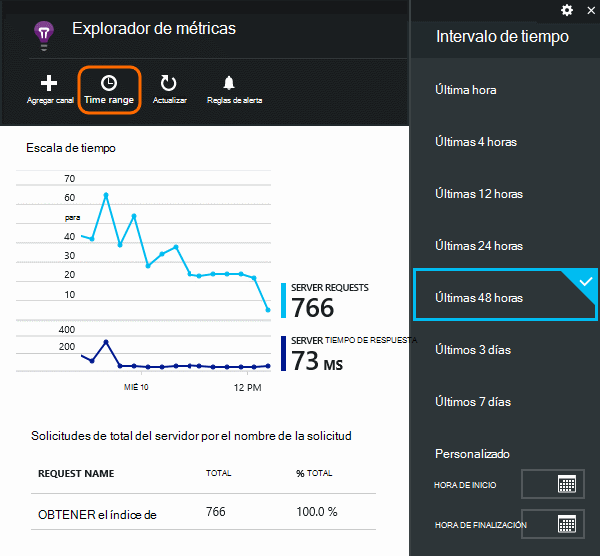 Explorador de métricas
Agregar canal
Time range
Actualizar
Reglas de alerta
Escala de tiempo
70
60
para
40
30
20
10
SERVER REQUESTS
766
400
200
SERVER TIEMPO DE RESPUESTA
73 MS
MIÉ 10
12 PM
Solicitudes de total del servidor por el nombre de la solicitud
REQUEST NAME TOTAL % TOTAL
OBTENER el índice de 766 100.0 %
Intervalo de tiempo
Última hora
Últimas 4 horas
Últimas 12 horas
Últimas 24 horas
Últimas 48 horas
Últimos 3 días
Últimos 7 días
Personalizado
HORA DE INICIO
HORA DE FINALIZACIÓN